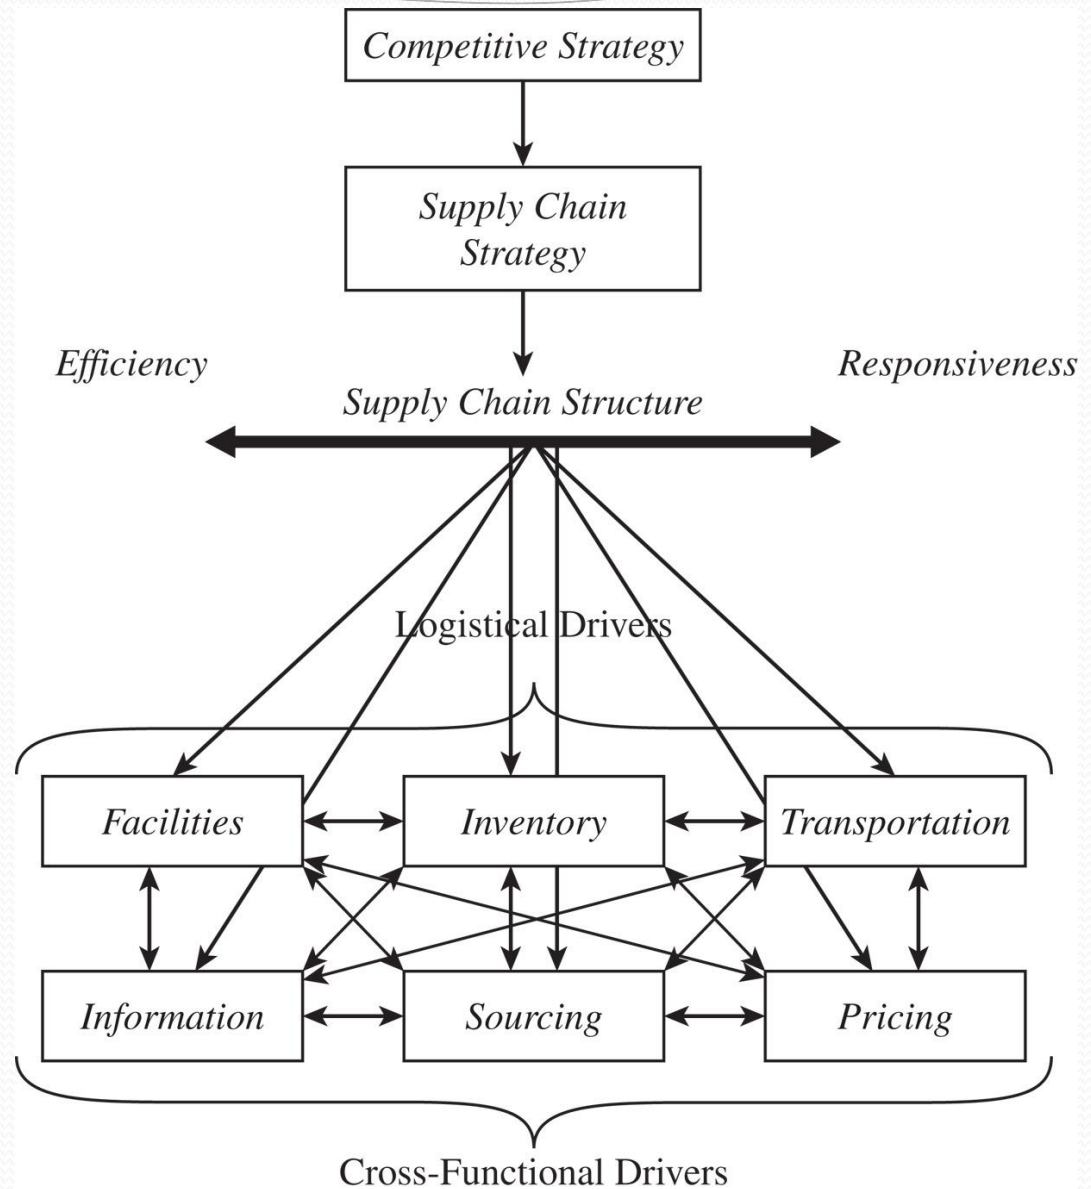 Competitive Strategy
Supply Chain
Strategy
Efficiency
Responsiveness
Supply Chain Structure
Logistical Drivers
Facilities
Inventory
Transportation
Information
Sourcing
Pricing
Cross-Functional Drivers